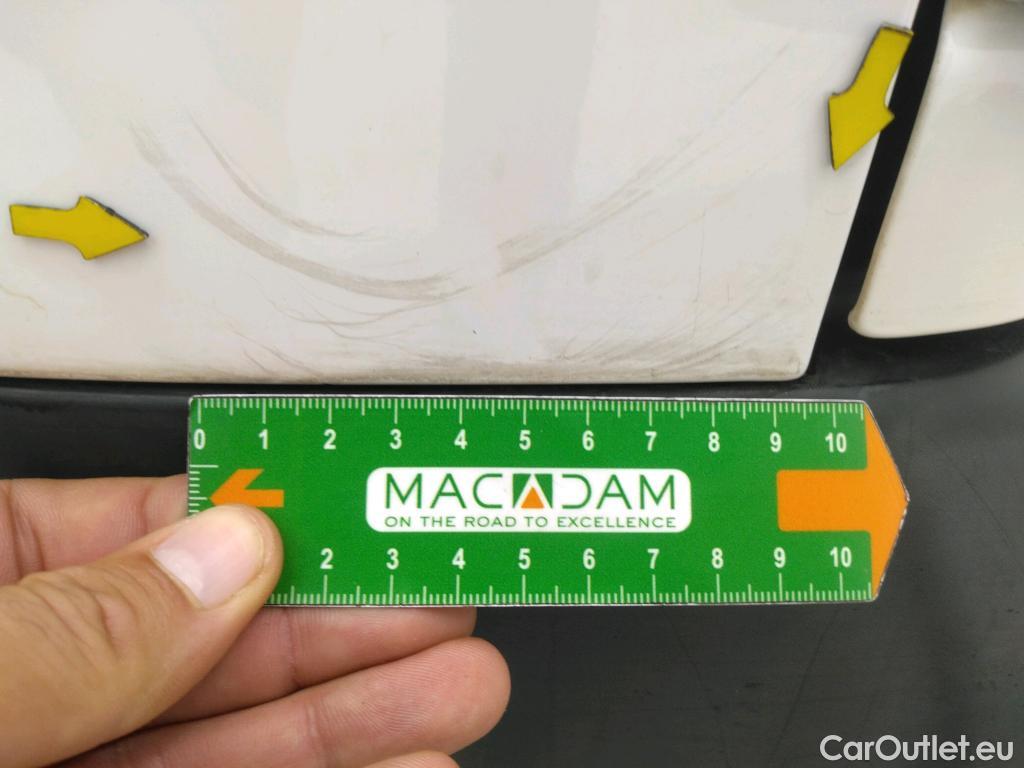 0 1 2 3 4 5 6 7 8 9 10
MACADAM
ON THE ROAD TO EXCELLENCE
2 3 4 5 6 7 8 9 10
CarOutlet.eu